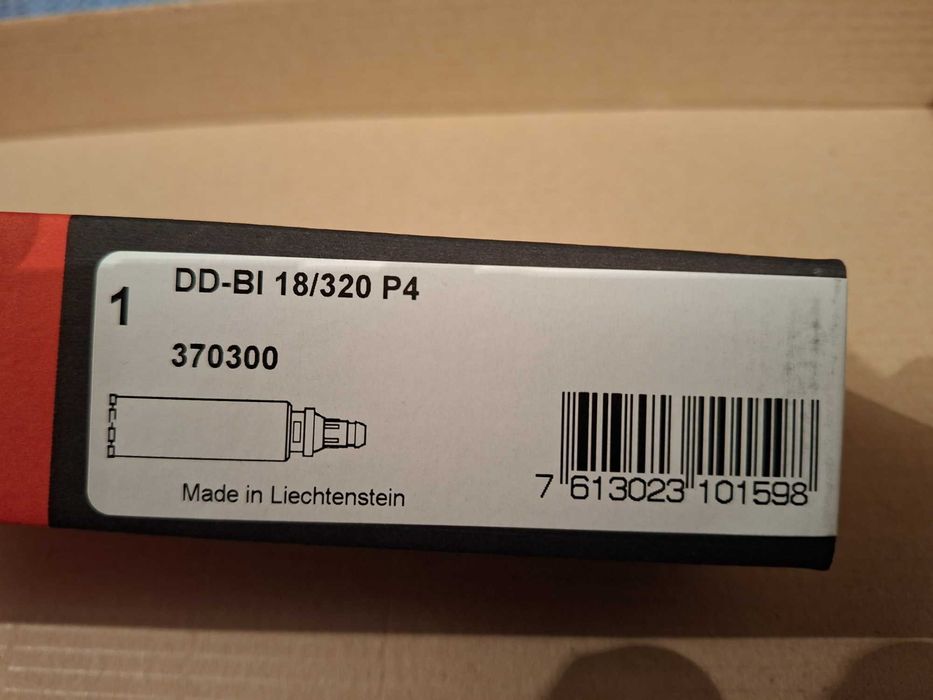 1
DD-BI 18/320 P4
370300
Made in Liechtenstein
7 613023 101598